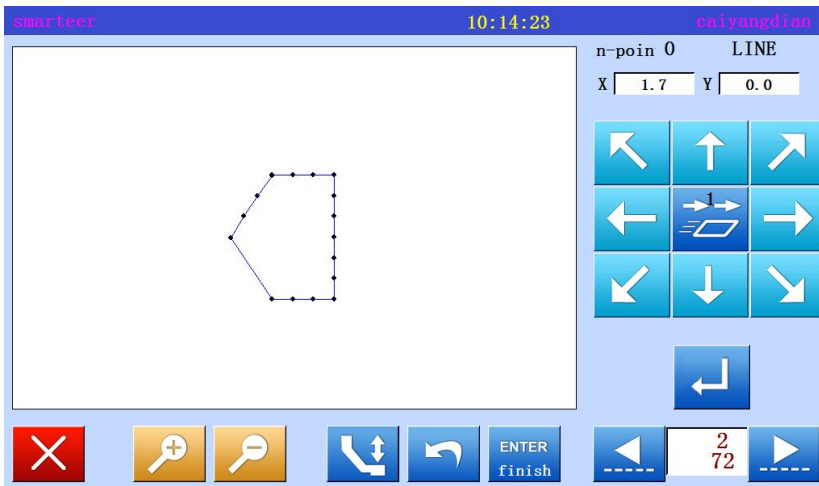 smarteer 10:14:23 caiyangdian
n-poin 0 LINE
X 1.7 Y 0.0
1
ENTER
finish
2
72